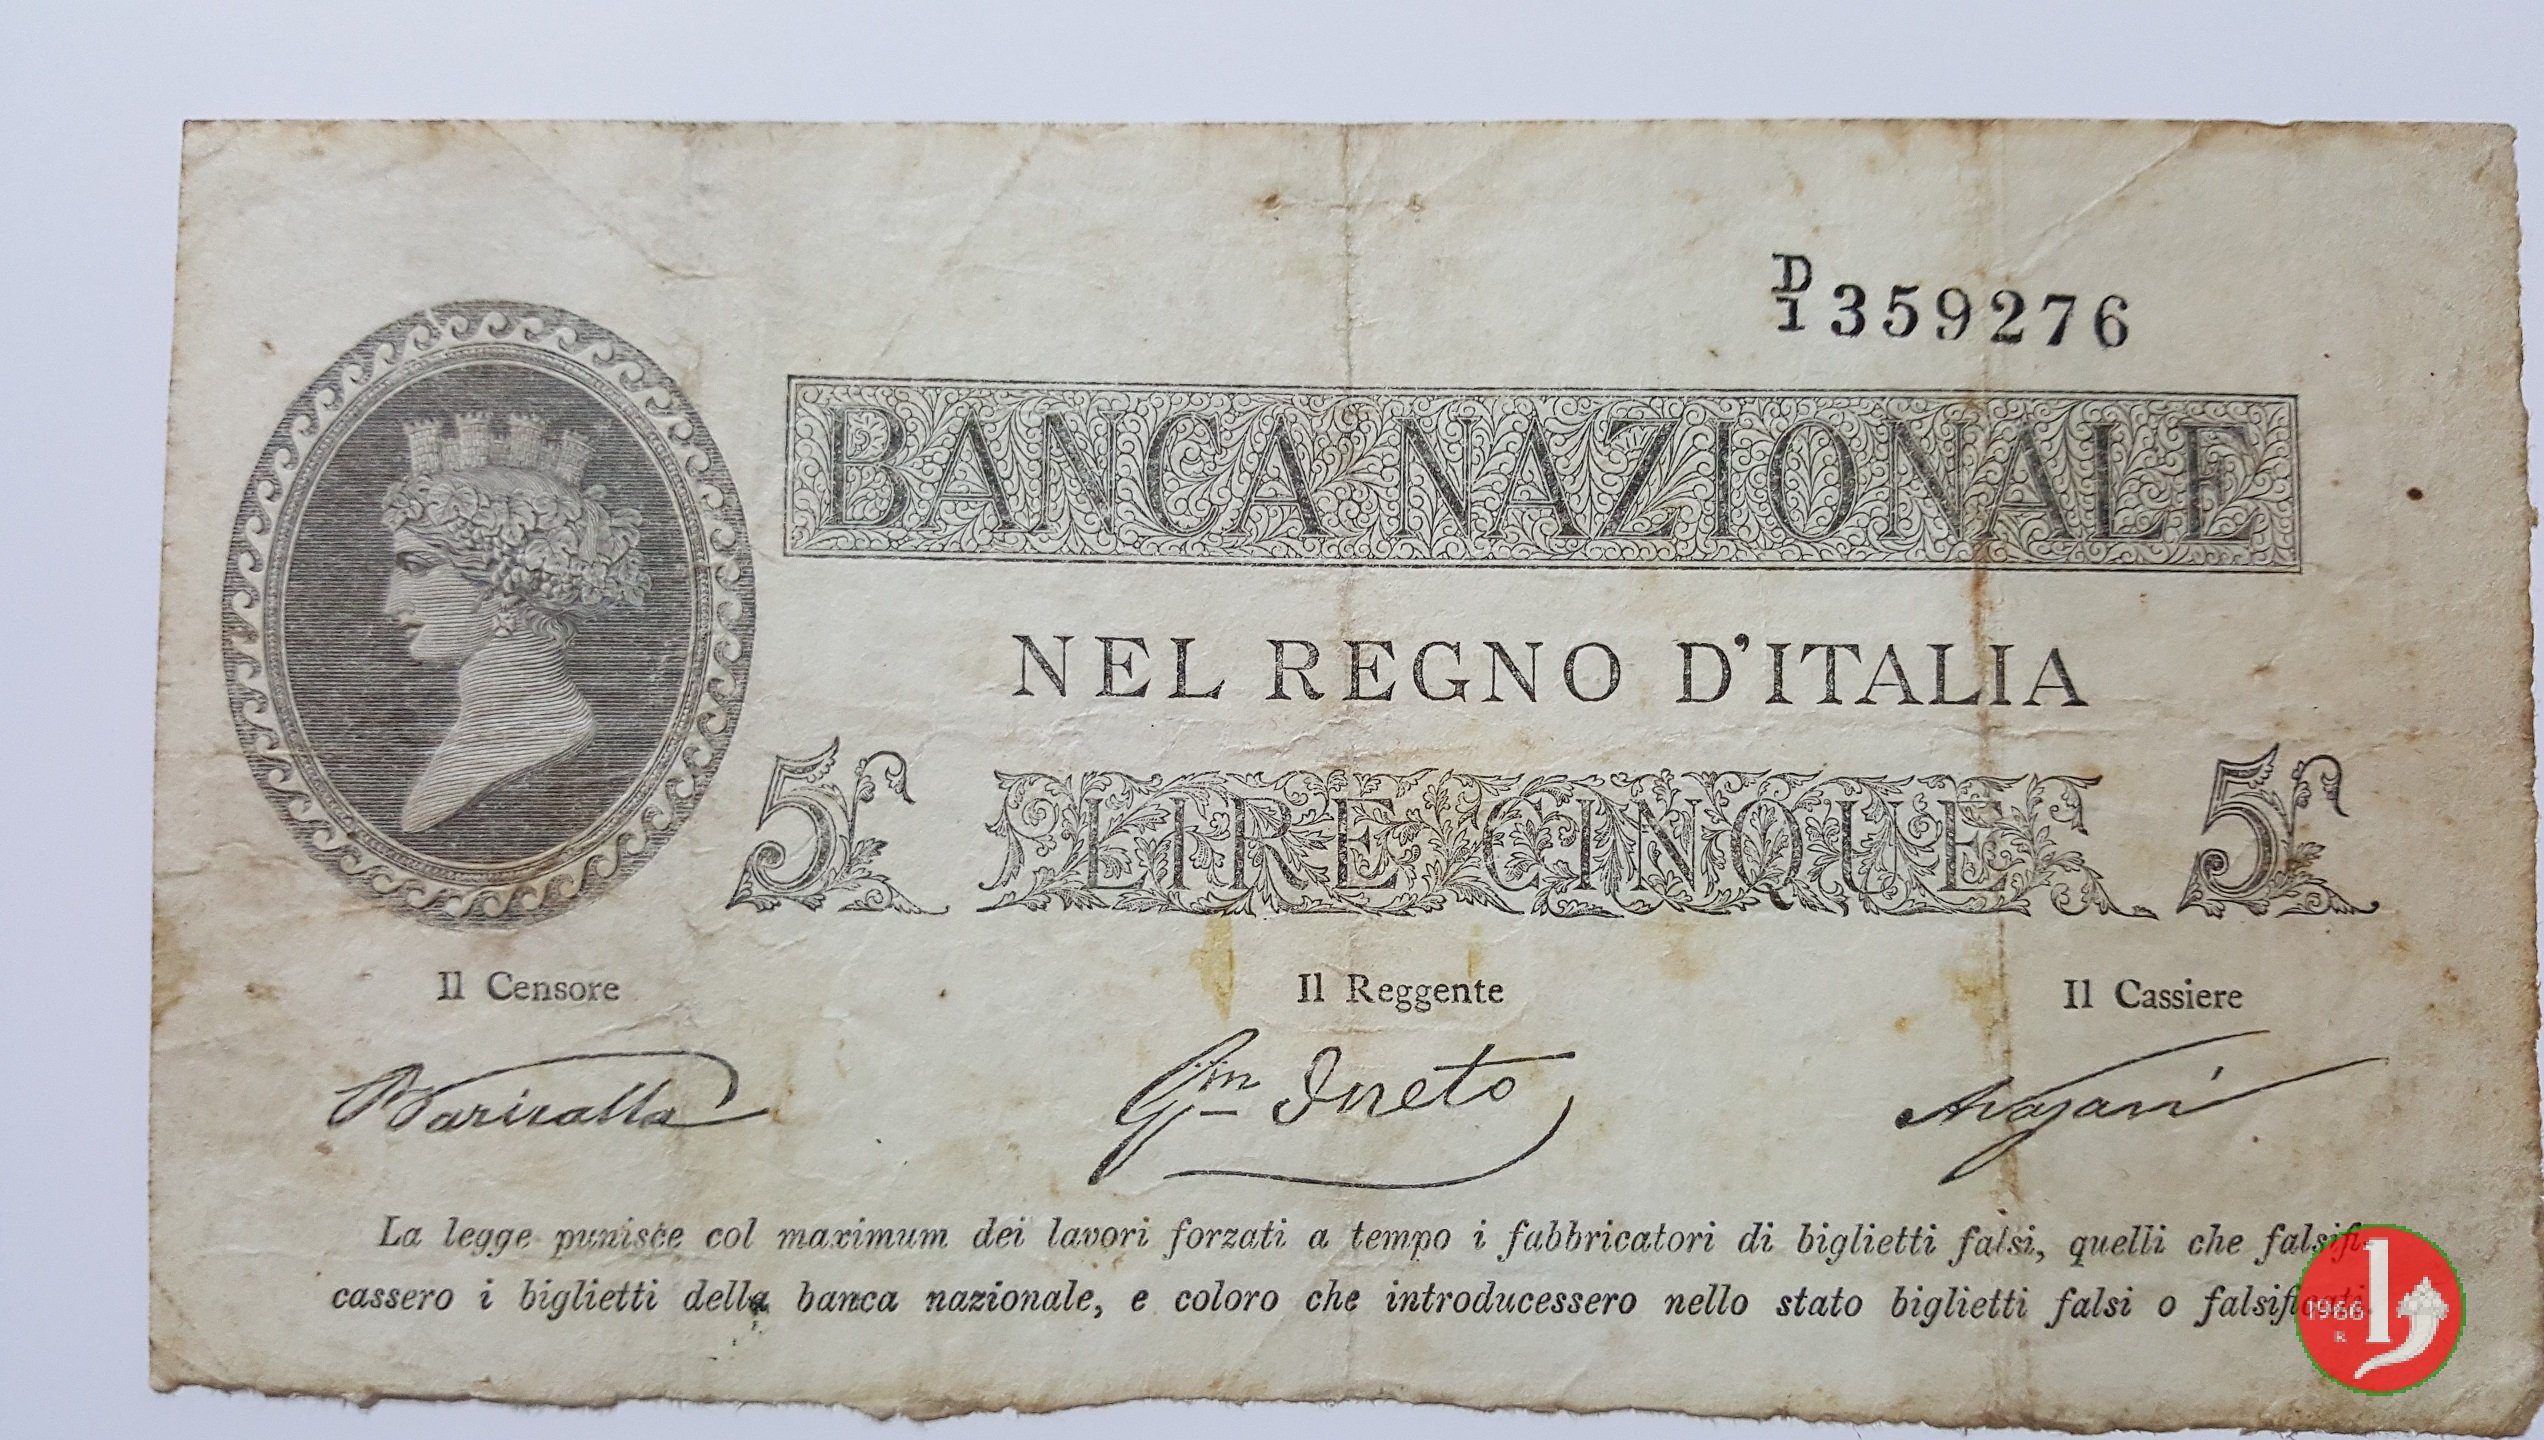 D/1 359276
BANCA NAZIONALE
NEL REGNO D'ITALIA
5 LIRE CINQUE 5
Il Censore Il Reggente Il Cassiere
La legge punisce col maximum dei lavori forzati a tempo i fabbricatori di biglietti falsi, quelli che falsifi-
cassero i biglietti della banca nazionale, e coloro che introducessero nello stato biglietti falsi o falsificati.
1966
R